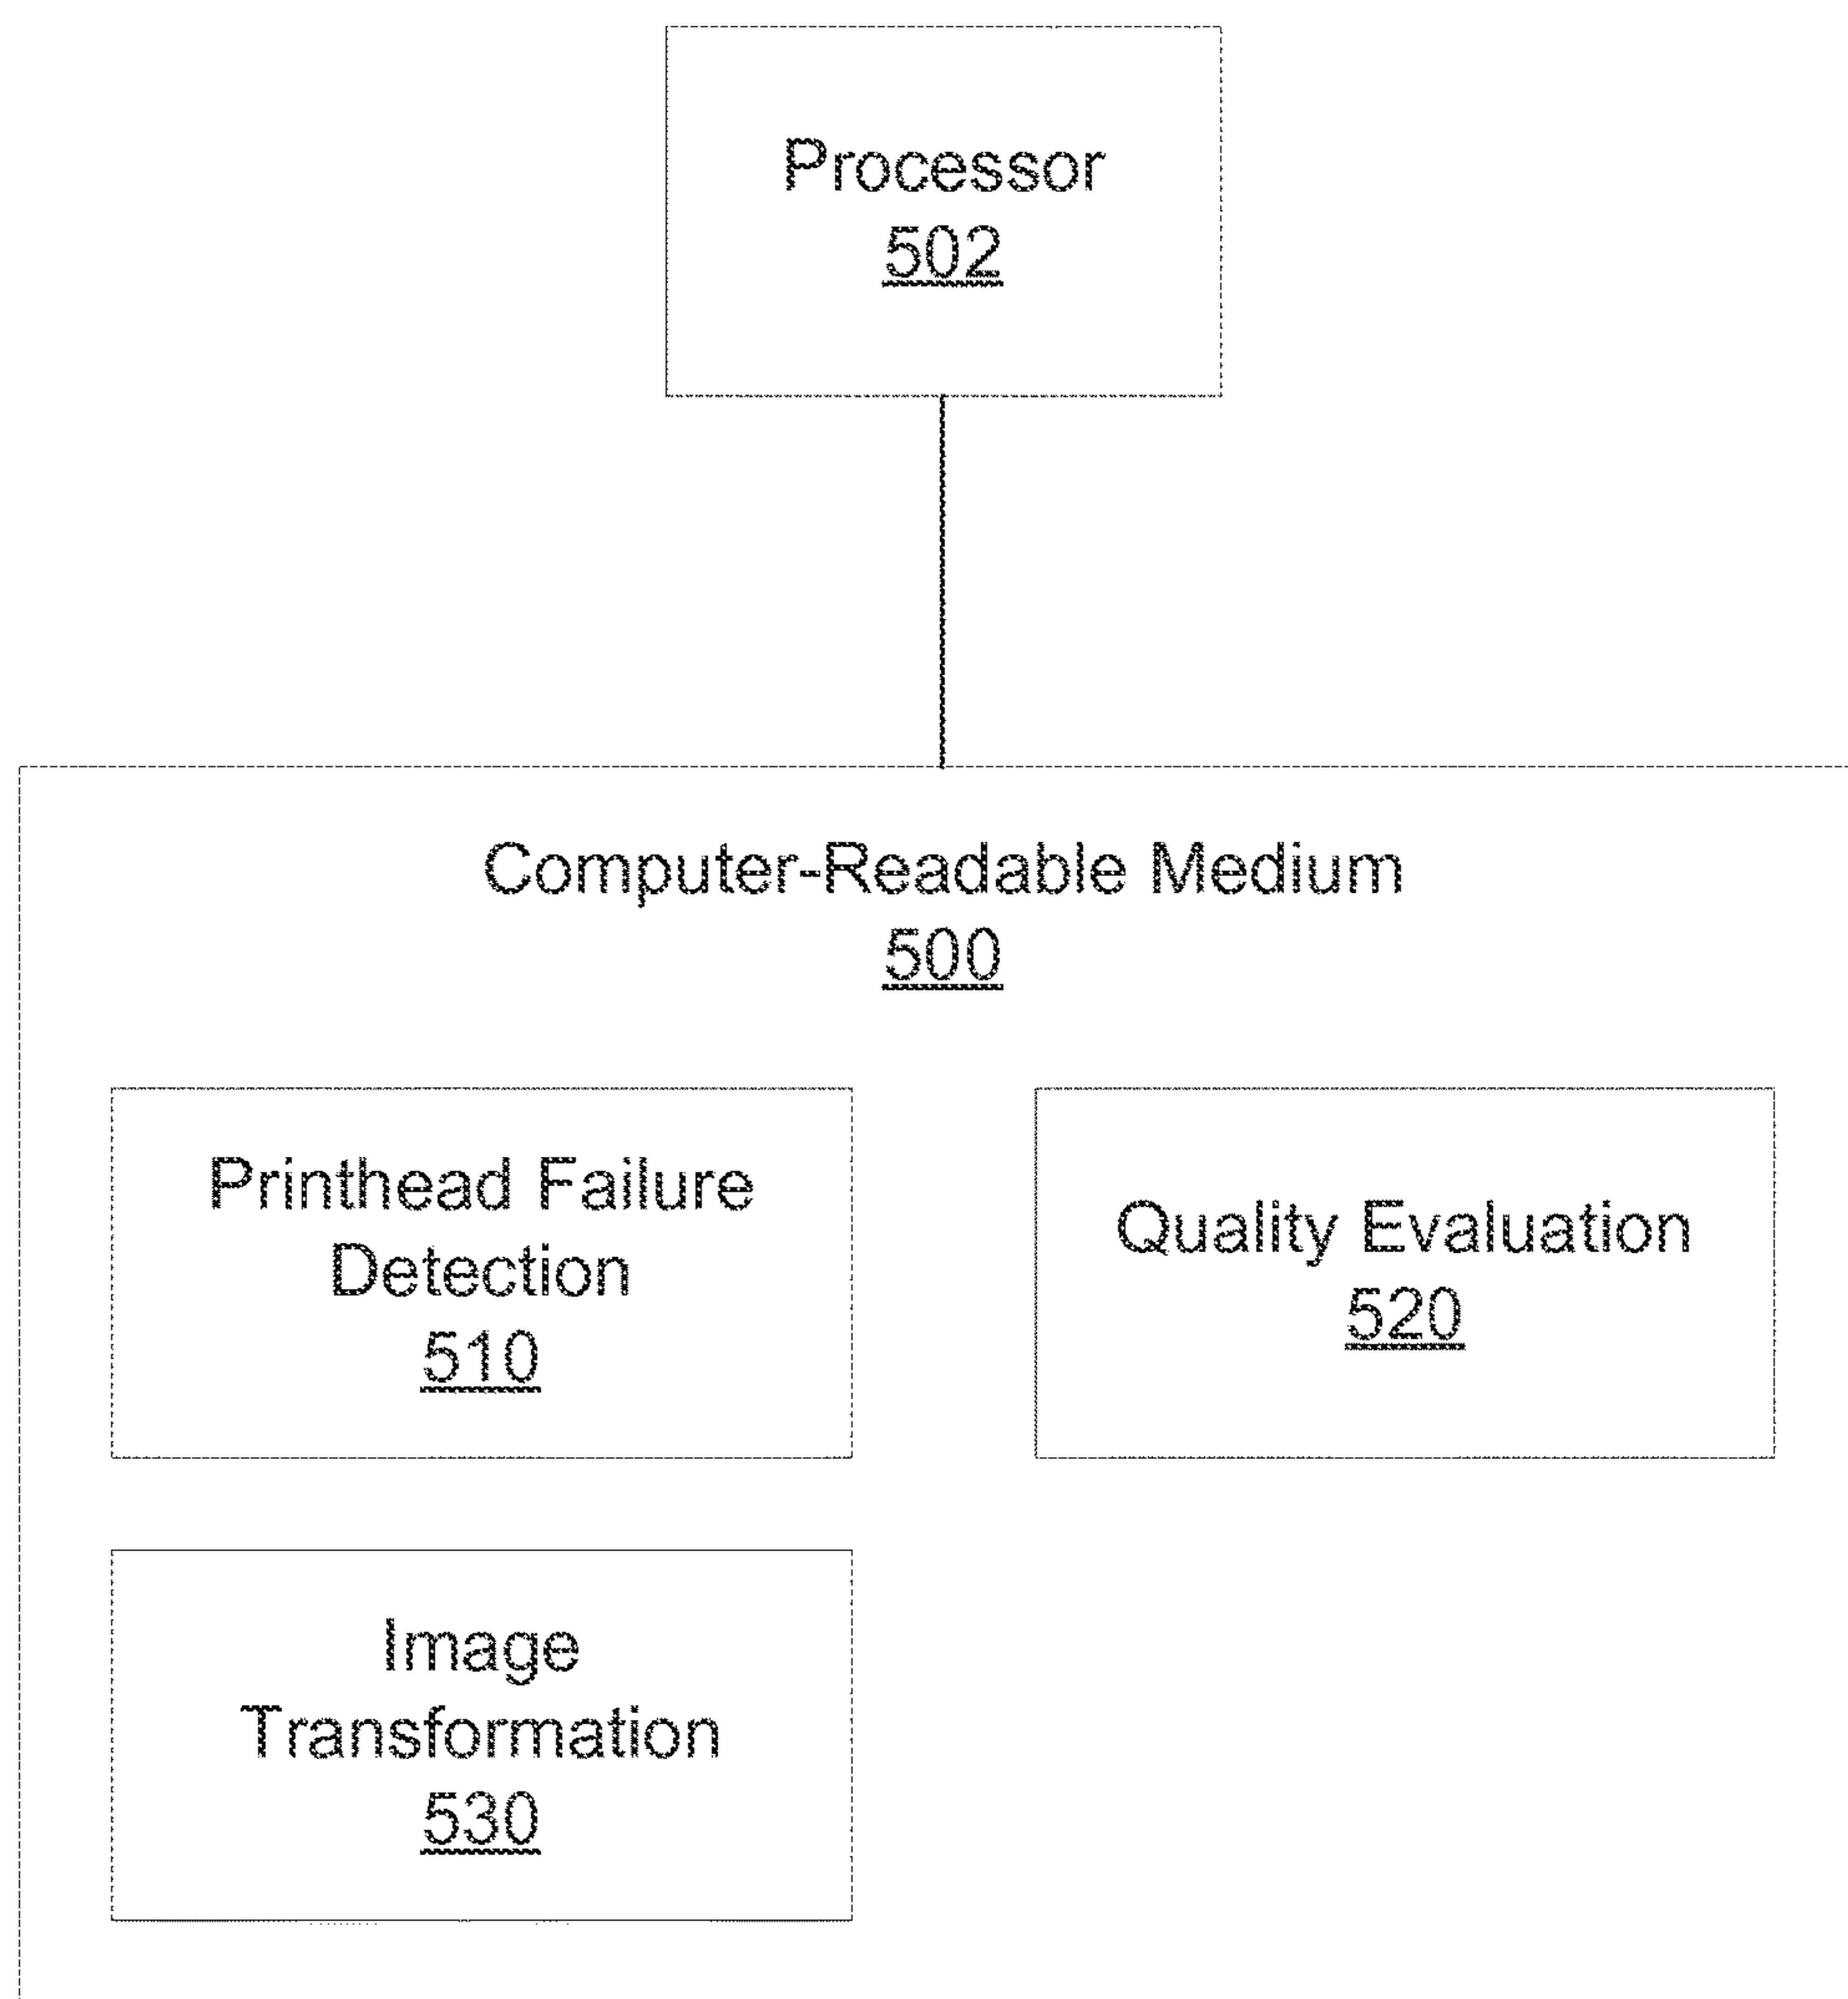 Processor
502
Computer-Readable Medium
500
Printhead Failure
Detection
510
Quality Evaluation
520
Image
Transformation
530